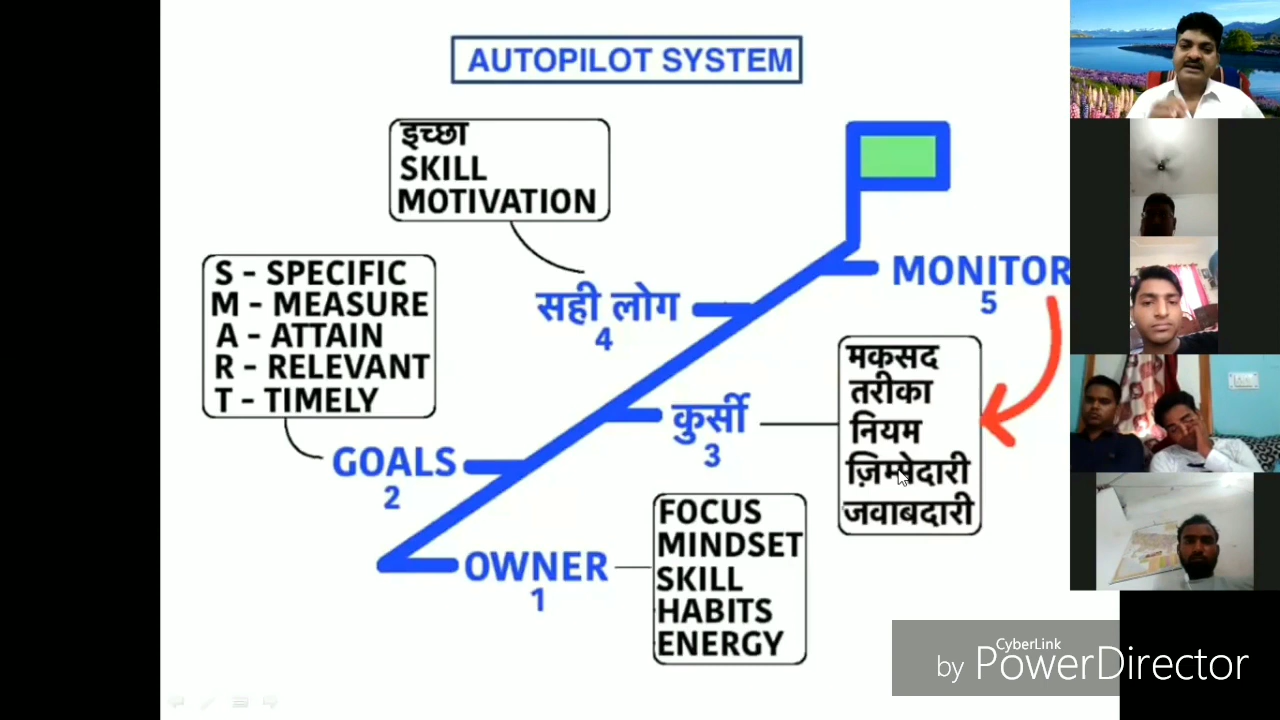 AUTOPILOT SYSTEM
इच्छा
SKILL
MOTIVATION
S - SPECIFIC
M - MEASURE
A - ATTAIN
R - RELEVANT
T - TIMELY
MONITOR
5
सही लोग
4
मकसद
तरीका
नियम
ज़िम्मेदारी
जवाबदारी
कुर्सी
3
GOALS
2
OWNER
1
FOCUS
MINDSET
SKILL
HABITS
ENERGY
CyberLink
by PowerDirector